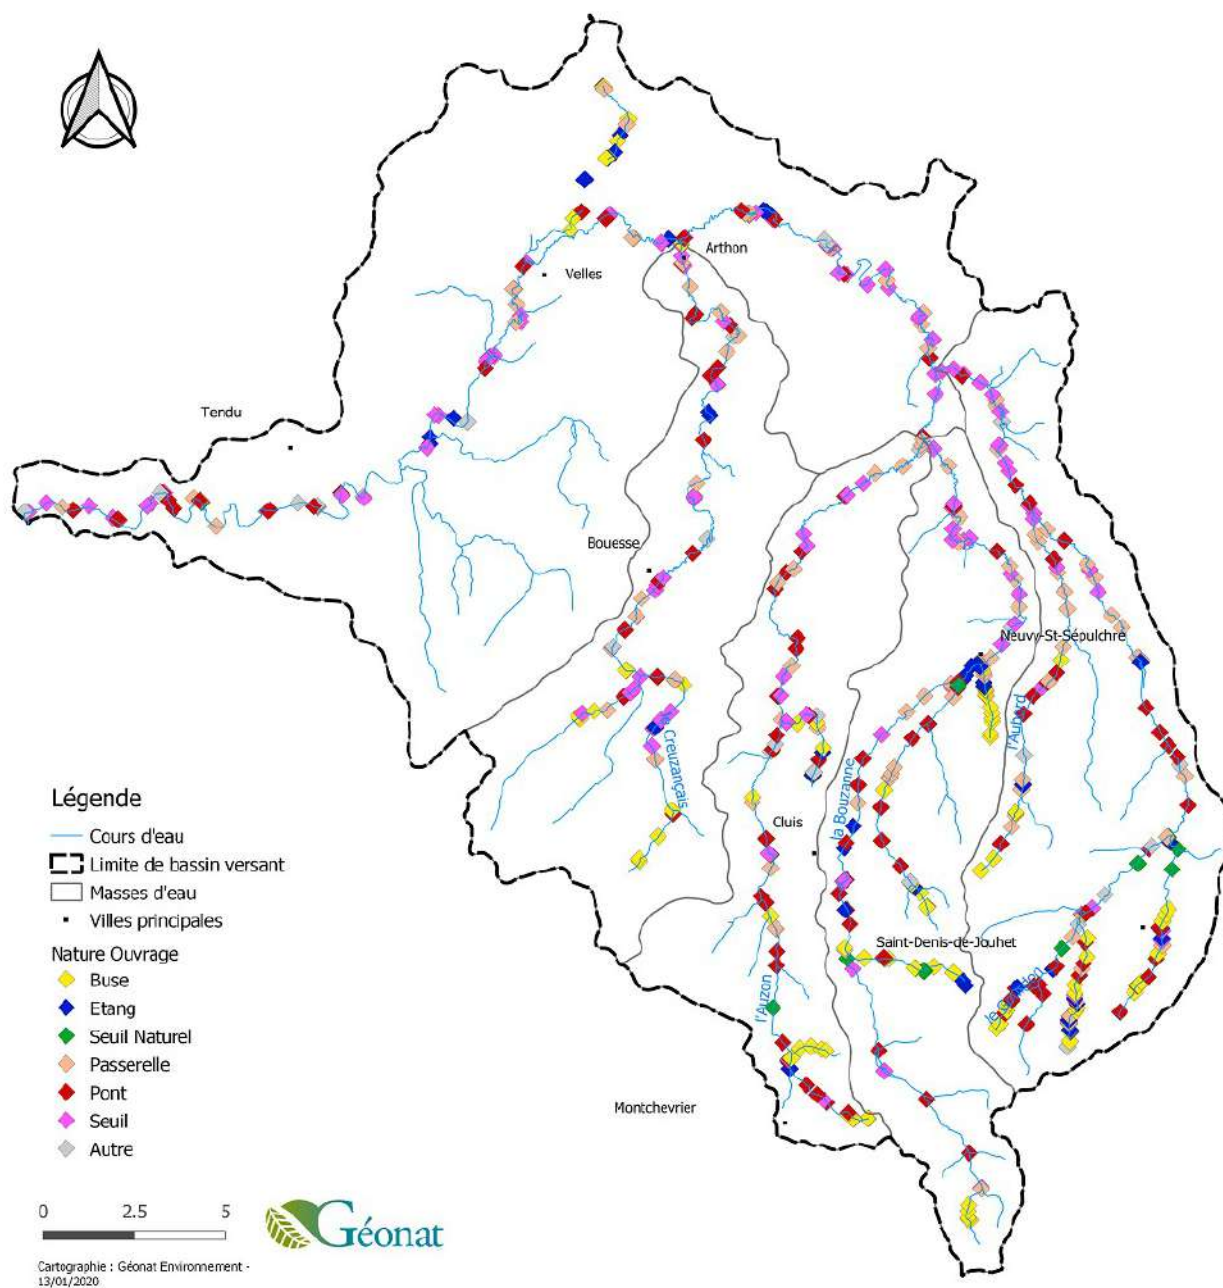 Arthon
Velles
Tendu
Bouesse
Neuvy-St-Sépulchre
l'Aubord
Creuzançais
la Bouzanne
Cluis
Saint-Denis-de-Jouhet
l'Auzon
Montchevrier
Légende
Cours d'eau
Limite de bassin versant
Masses d'eau
Villes principales
Nature Ouvrage
Buse
Etang
Seuil Naturel
Passerelle
Pont
Seuil
Autre
0 2.5 5
Géonat
Cartographie : Géonat Environnement -
13/01/2020